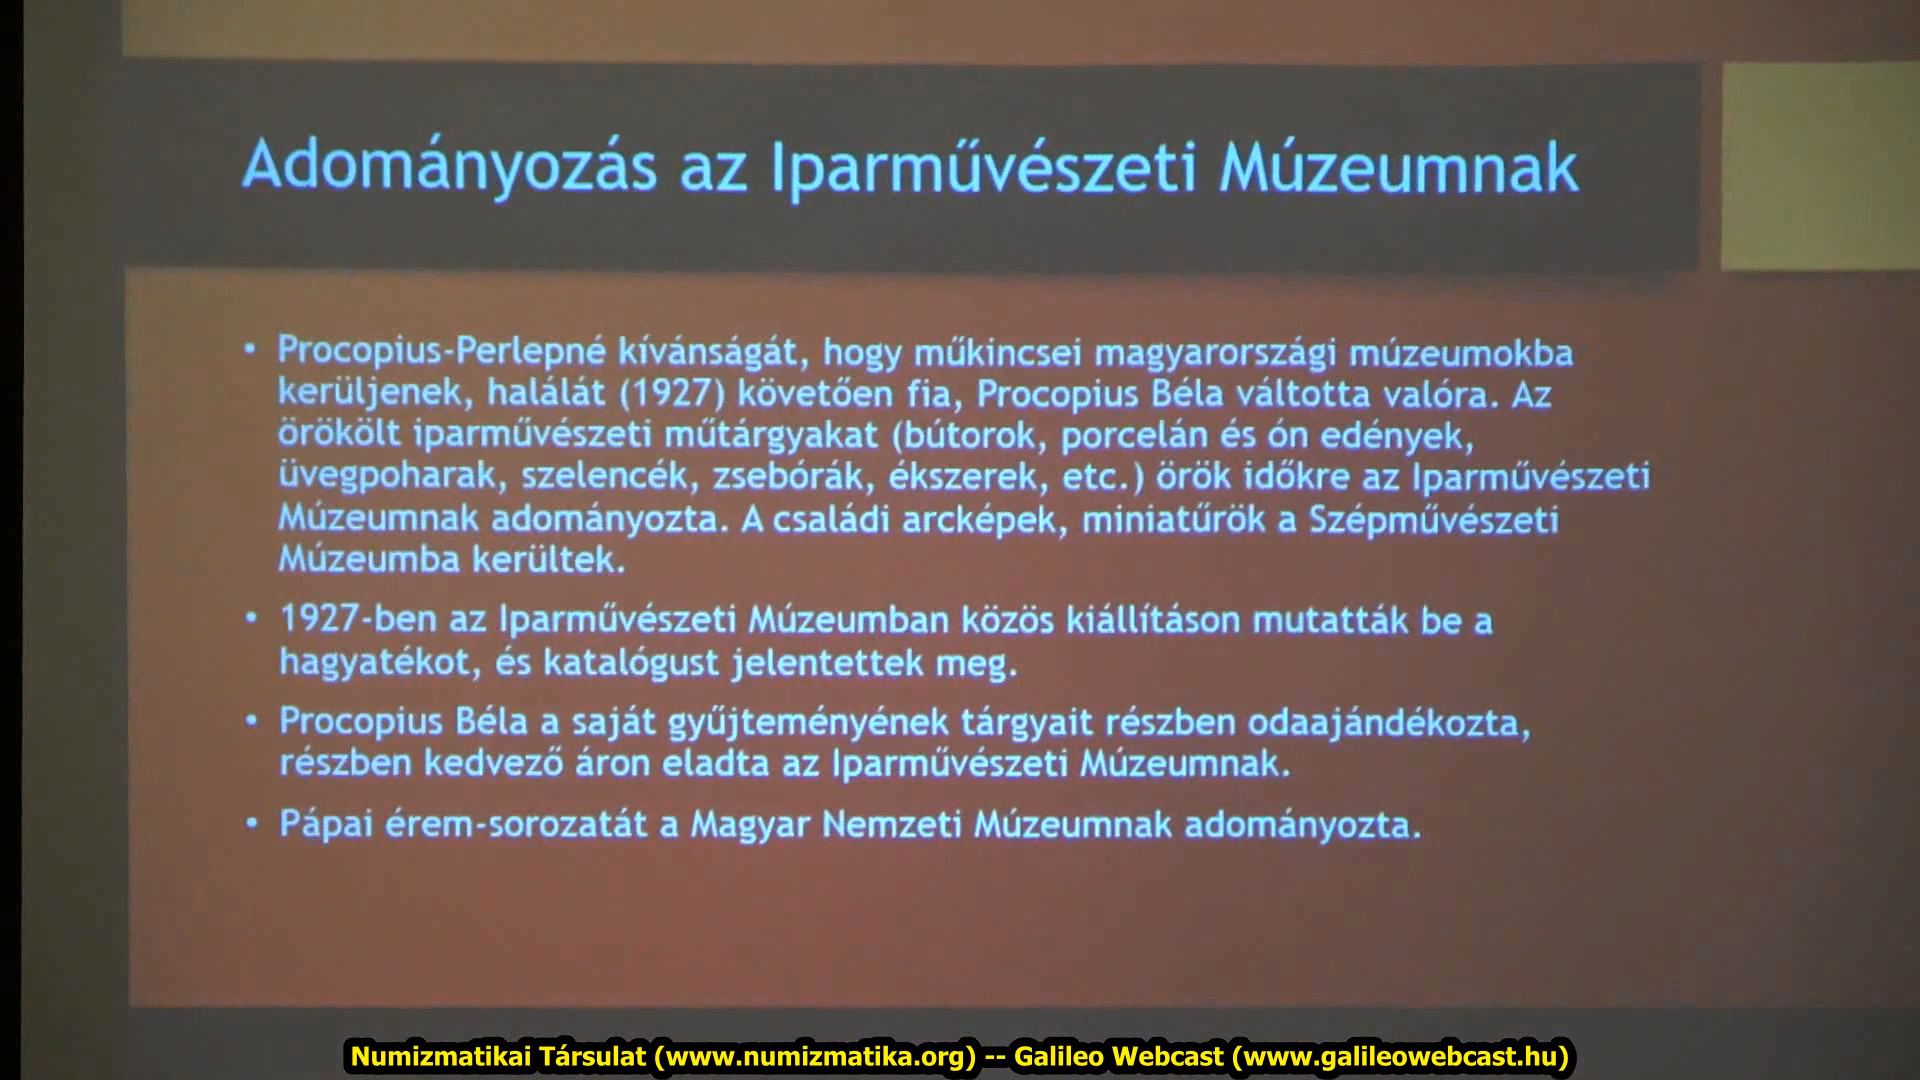 Adományozás az Iparművészeti Múzeumnak
• Procopius-Perlepné kívánságát, hogy műkincsei magyarországi múzeumokba
kerüljenek, halálát (1927) követően fia, Procopius Béla váltotta valóra. Az
örökölt iparművészeti műtárgyakat (bútorok, porcelán és ón edények,
üvegpoharak, szelencék, zsebórák, ékszerek, etc.) örök időkre az Iparművészeti
Múzeumnak adományozta. A családi arcképek, miniatűrök a Szépművészeti
Múzeumba kerültek.
• 1927-ben az Iparművészeti Múzeumban közös kiállításon mutatták be a
hagyatékot, és katalógust jelentettek meg.
• Procopius Béla a saját gyűjteményének tárgyait részben odaajándékozta,
részben kedvező áron eladta az Iparművészeti Múzeumnak.
• Pápai érem-sorozatát a Magyar Nemzeti Múzeumnak adományozta.
Numizmatikai Társulat (www.numizmatika.org) -- Galileo Webcast (www.galileowebcast.hu)